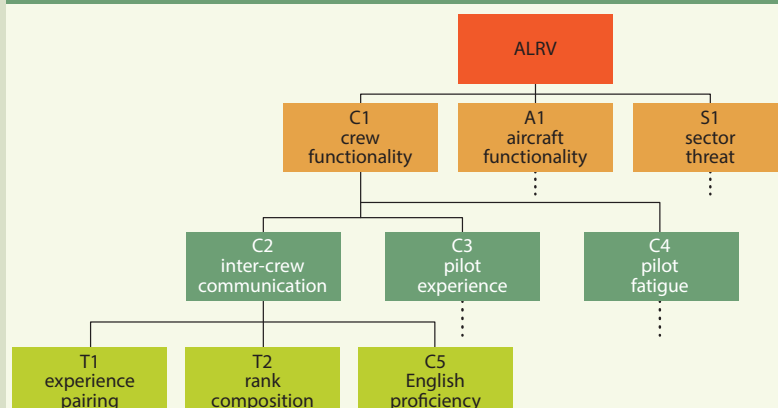 ALRV
C1
crew
functionality
A1
aircraft
functionality
S1
sector
threat
C2
inter-crew
communication
C3
pilot
experience
C4
pilot
fatigue
T1
experience
pairing
T2
rank
composition
C5
English
proficiency